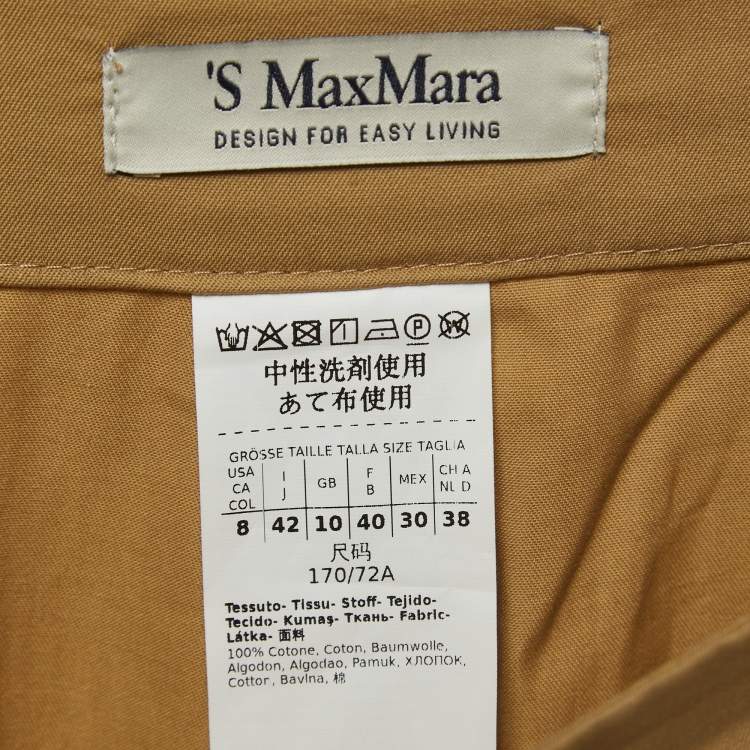 'S MaxMara
DESIGN FOR EASY LIVING
P W
中性洗剤使用
あて布使用
GRÖSSE TAILLE TALLA SIZE TAGLIA
USA CA COL I J GB F B MEX CH A NL D
8 42 10 40 30 38
尺码
170/72A
Tessuto- Tissu- Stoff- Tejido-
Tecido- Kumaş- Ткань- Fabric-
Látka- 面料
100% Cotone, Coton, Baumwolle,
Algodon, Algodao, Pamuk, ХЛОПОК,
Cotton, Bavlna, 棉